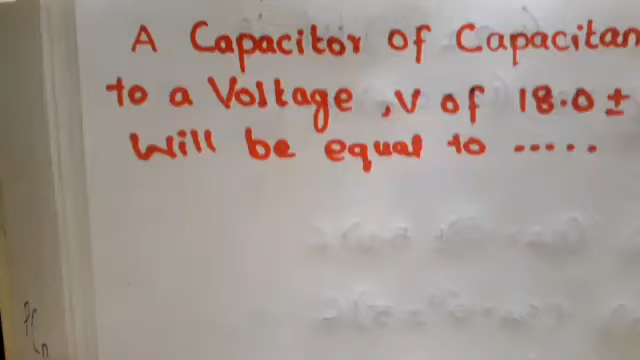 A Capacitor of Capacitan
to a Voltage ,V of 18.0 ±
Will be equal to .....